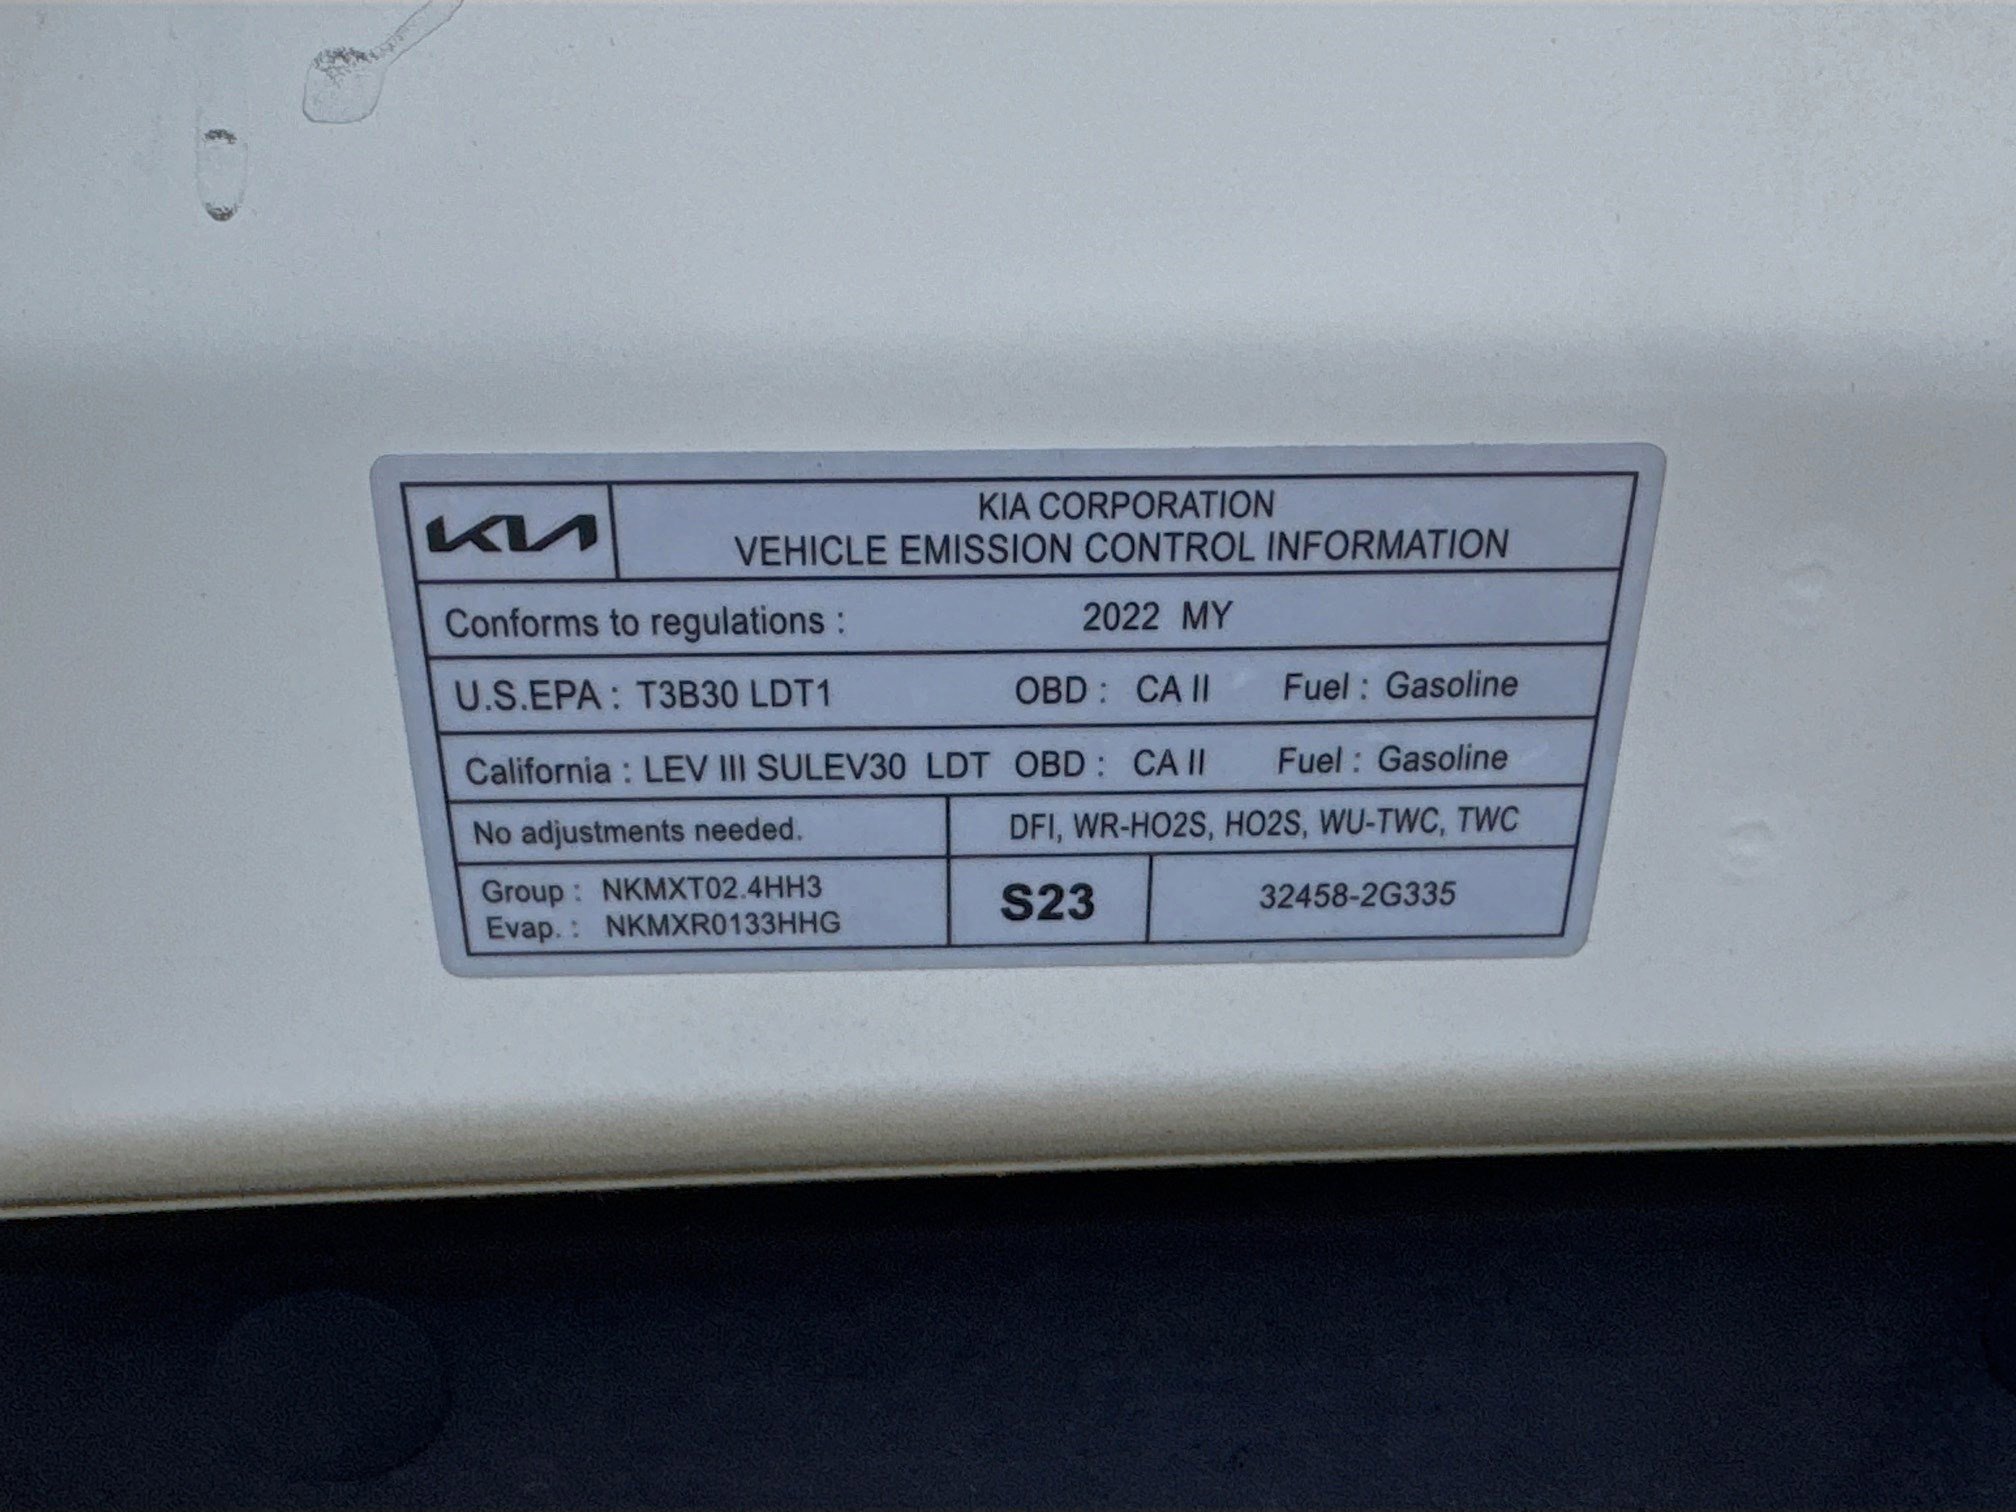 KIA
KIA CORPORATION
VEHICLE EMISSION CONTROL INFORMATION
Conforms to regulations : 2022 MY
U.S.EPA : T3B30 LDT1 OBD : CA II Fuel : Gasoline
California : LEV III SULEV30 LDT OBD : CA II Fuel : Gasoline
No adjustments needed. DFI, WR-HO2S, HO2S, WU-TWC, TWC
Group : NKMXT02.4HH3
Evap. : NKMXR0133HHG
S23
32458-2G335